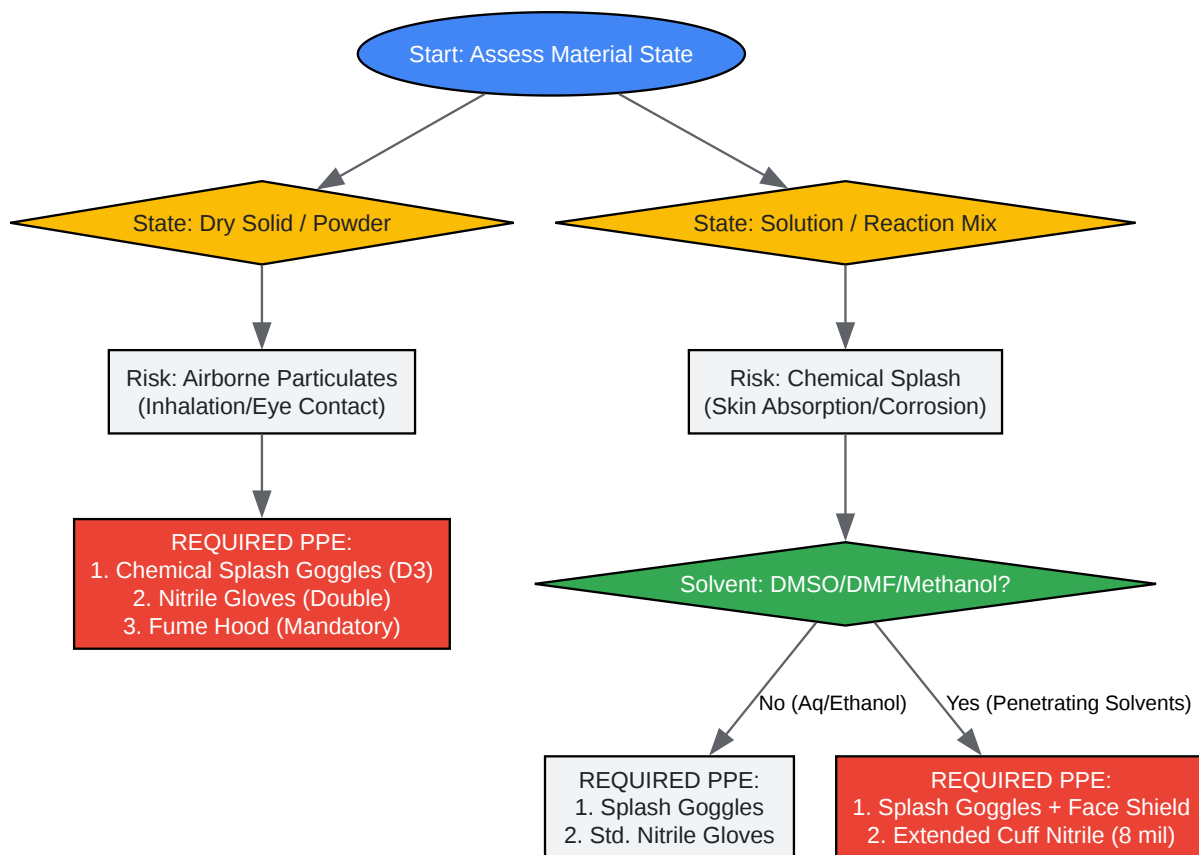 Start: Assess Material State
State: Dry Solid / Powder
State: Solution / Reaction Mix
Risk: Airborne Particulates
(Inhalation/Eye Contact)
Risk: Chemical Splash
(Skin Absorption/Corrosion)
REQUIRED PPE:
1. Chemical Splash Goggles (D3)
2. Nitrile Gloves (Double)
3. Fume Hood (Mandatory)
Solvent: DMSO/DMF/Methanol?
No (Aq/Ethanol)
Yes (Penetrating Solvents)
REQUIRED PPE:
1. Splash Goggles
2. Std. Nitrile Gloves
REQUIRED PPE:
1. Splash Goggles + Face Shield
2. Extended Cuff Nitrile (8 mil)